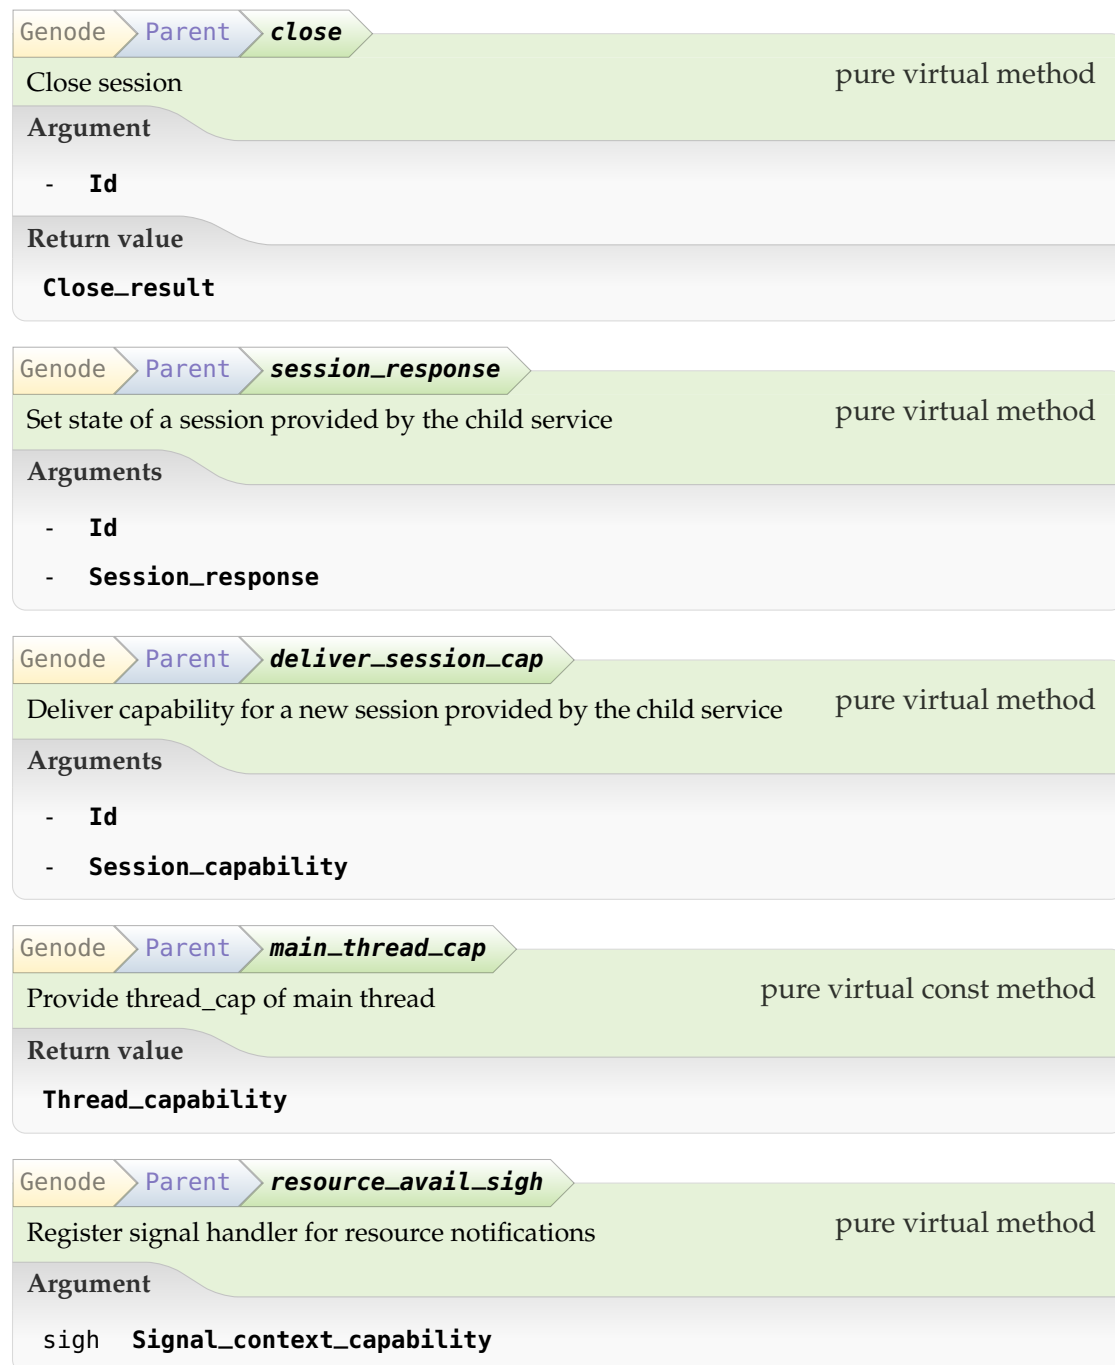 Genode Parent close
Close session pure virtual method
Argument
- Id
Return value
Close_result
Genode Parent session_response
Set state of a session provided by the child service pure virtual method
Arguments
- Id
- Session_response
Genode Parent deliver_session_cap
Deliver capability for a new session provided by the child service pure virtual method
Arguments
- Id
- Session_capability
Genode Parent main_thread_cap
Provide thread_cap of main thread pure virtual const method
Return value
Thread_capability
Genode Parent resource_avail_sigh
Register signal handler for resource notifications pure virtual method
Argument
sigh Signal_context_capability